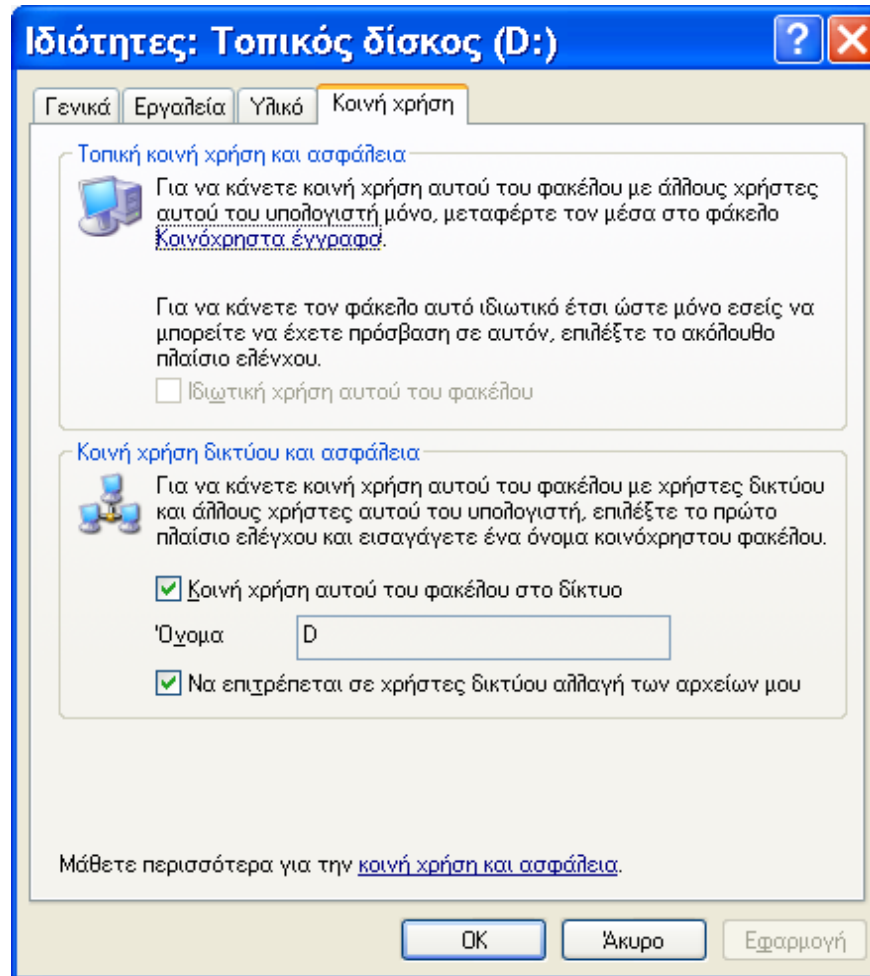 Ιδιότητες: Τοπικός δίσκος (D:)
Γενικά Εργαλεία Υλικό Κοινή χρήση
Τοπική κοινή χρήση και ασφάλεια
Για να κάνετε κοινή χρήση αυτού του φακέλου με άλλους χρήστες
αυτού του υπολογιστή μόνο, μεταφέρτε τον μέσα στο φάκελο
Κοινόχρηστα έγγραφα.
Για να κάνετε τον φάκελο αυτό ιδιωτικό έτσι ώστε μόνο εσείς να
μπορείτε να έχετε πρόσβαση σε αυτόν, επιλέξτε το ακόλουθο
πλαίσιο ελένχου.
Ιδιωτική χρήση αυτού του φακέλου
Κοινή χρήση δικτύου και ασφάλεια
Για να κάνετε κοινή χρήση αυτού του φακέλου με χρήστες δικτύου
και άλλους χρήστες αυτού του υπολογιστή, επιλέξτε το πρώτο
πλαίσιο ελέγχου και εισαγάγετε ένα όνομα κοινόχρηστου φακέλου.
Κοινή χρήση αυτού του φακέλου στο δίκτυο
Όνομα D
Να επιτρέπεται σε χρήστες δικτύου αλλαγή των αρχείων μου
Μάθετε περισσότερα για την κοινή χρήση και ασφάλεια.
OK Άκυρο Εφαρμογή